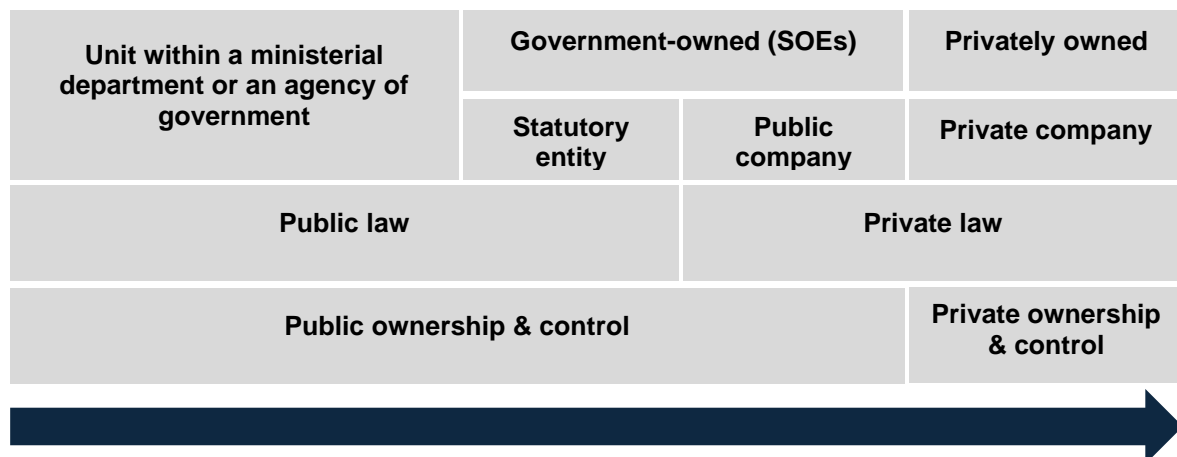 Unit within a ministerial
department or an agency of
government
Government-owned (SOEs)
Privately owned
Statutory
entity
Public
company
Private company
Public law
Private law
Public ownership & control
Private ownership
& control